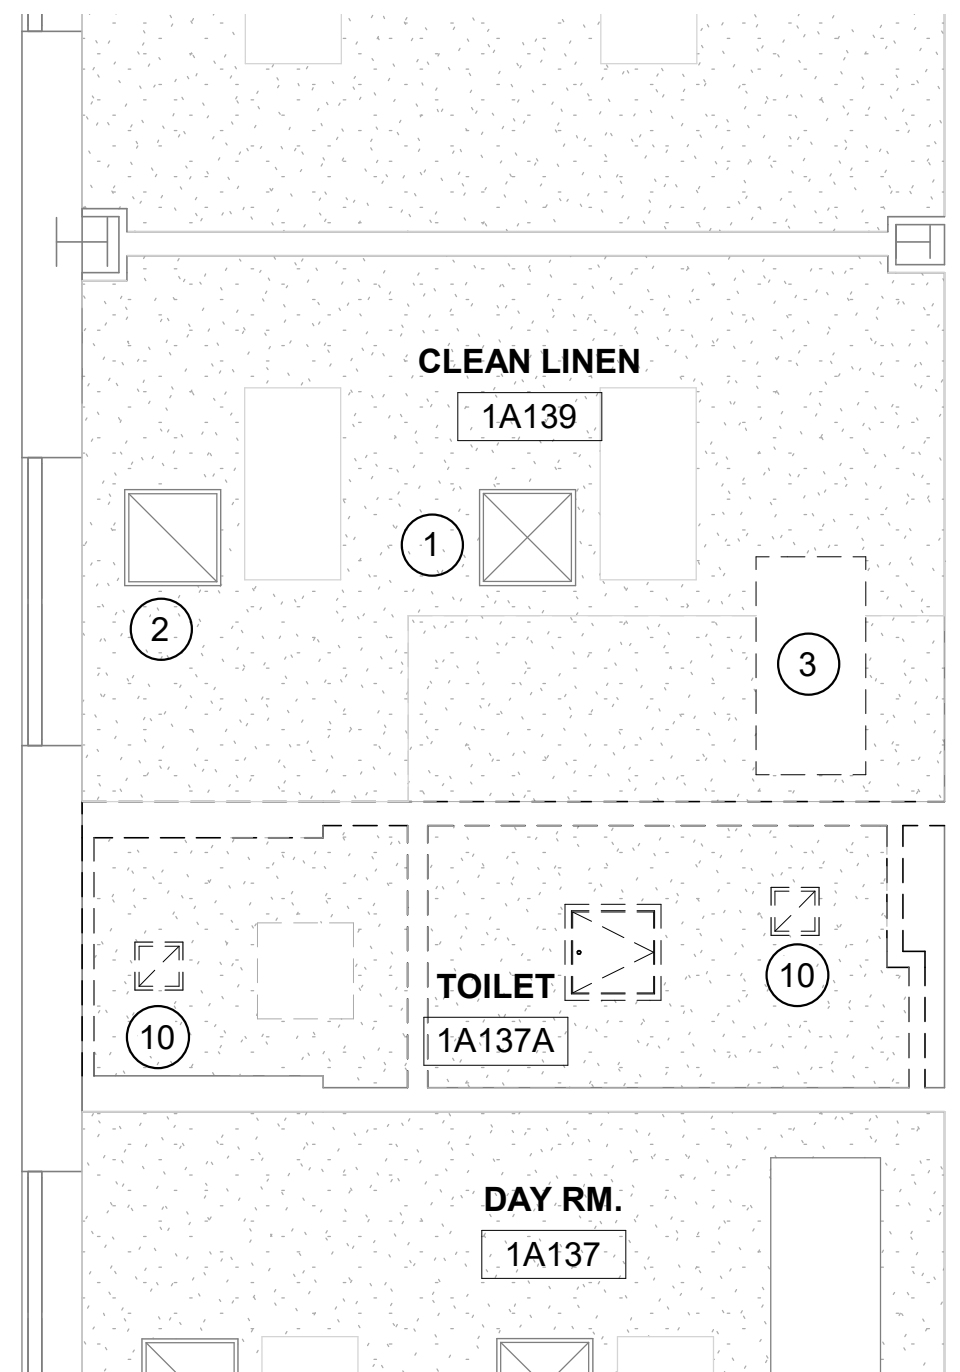 CLEAN LINEN
1A139
1
2
3
10
TOILET
10
1A137A
DAY RM.
1A137